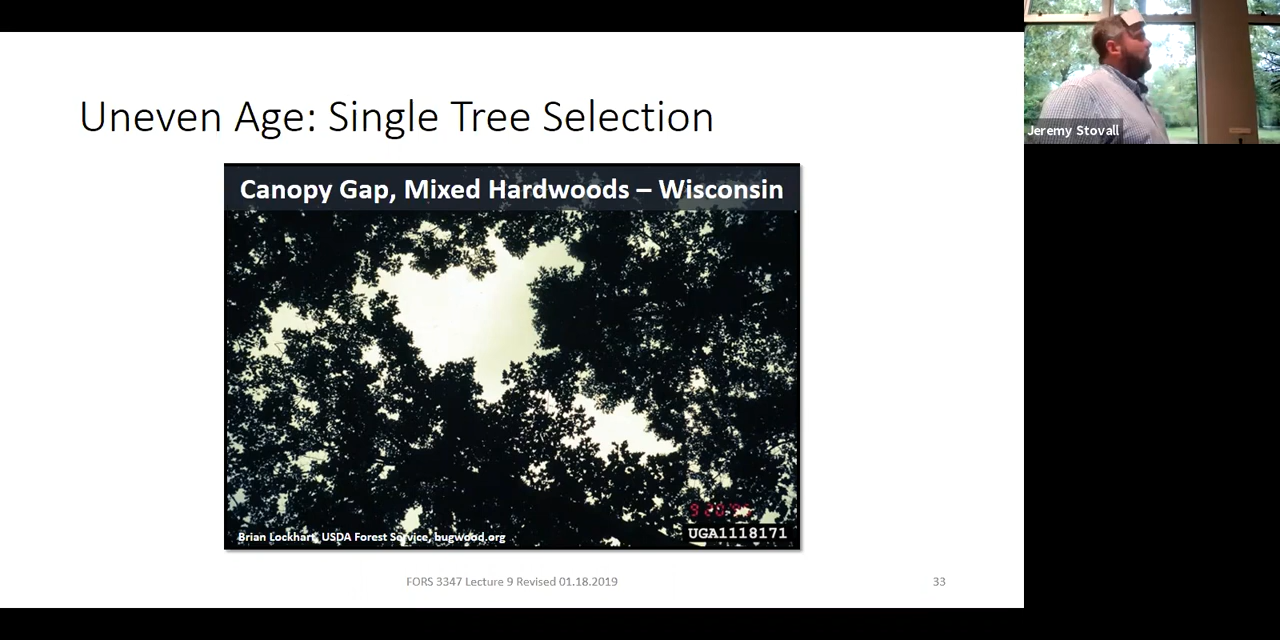 Uneven Age: Single Tree Selection
Canopy Gap, Mixed Hardwoods – Wisconsin
Brian Lockhart, USDA Forest Service, bugwood.org
UGA1118171
FORS 3347 Lecture 9 Revised 01.18.2019
33
Jeremy Stovall